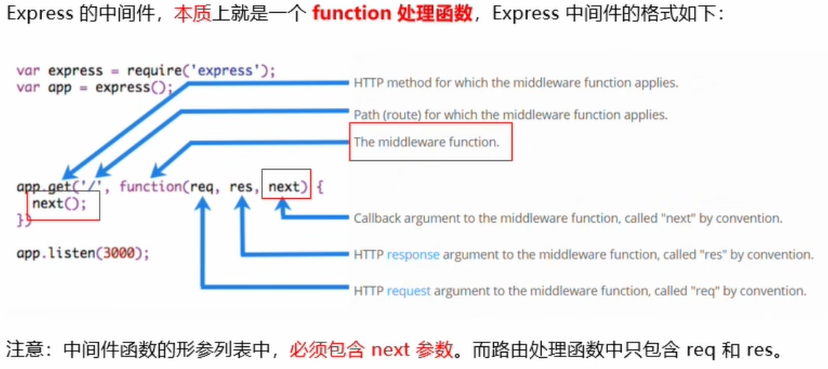 Express 的中间件，本质上就是一个 function 处理函数，Express 中间件的格式如下：
var express = require('express');
var app = express();
HTTP method for which the middleware function applies.
Path (route) for which the middleware function applies.
The middleware function.
app.get('/', function(req, res, next) {
next();
})
Callback argument to the middleware function, called "next" by convention.
app.listen(3000);
HTTP response argument to the middleware function, called "res" by convention.
HTTP request argument to the middleware function, called "req" by convention.
注意：中间件函数的形参列表中，必须包含 next 参数。而路由处理函数中只包含 req 和 res。